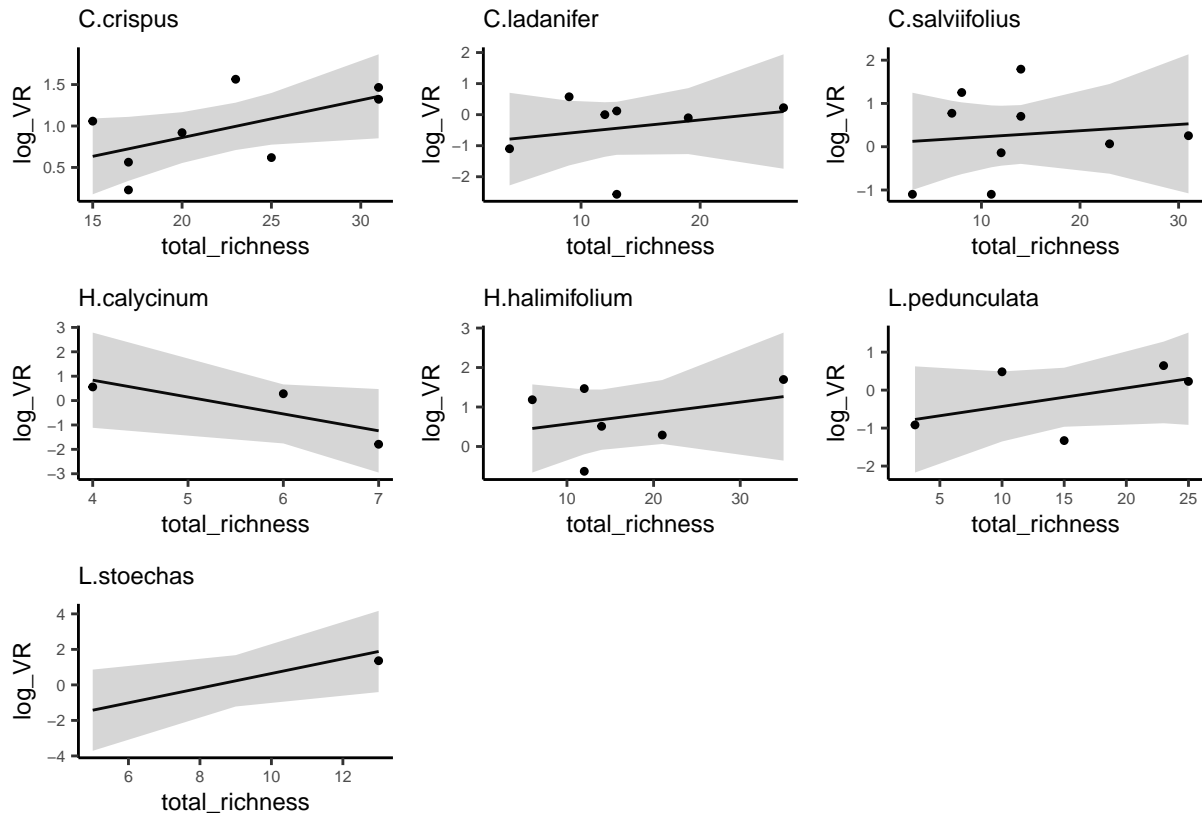 C.crispus
log_VR
1.5
1.0
0.5
15 20 25 30
total_richness
C.ladanifer
log_VR
2
1
0
−1
−2
10 20
total_richness
C.salviifolius
log_VR
2
1
0
−1
10 20 30
total_richness
H.calycinum
log_VR
3
2
1
0
−1
−2
−3
4 5 6 7
total_richness
H.halimifolium
log_VR
3
2
1
0
10 20 30
total_richness
L.pedunculata
log_VR
1
0
−1
−2
5 10 15 20 25
total_richness
L.stoechas
log_VR
4
2
0
−2
−4
6 8 10 12
total_richness